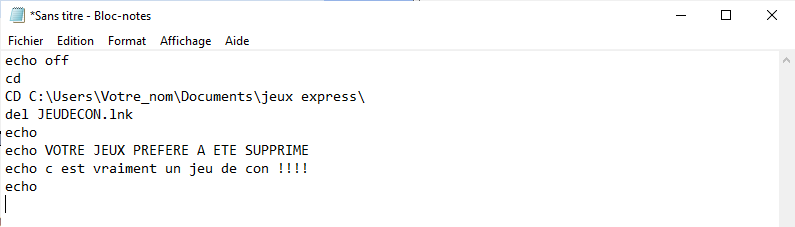 *Sans titre - Bloc-notes
Fichier Edition Format Affichage Aide
echo off
cd
CD C:\Users\Votre_nom\Documents\jeux express\
del JEUDECON.lnk
echo
echo VOTRE JEUX PREFERE A ETE SUPPRIME
echo c est vraiment un jeu de con !!!!
echo